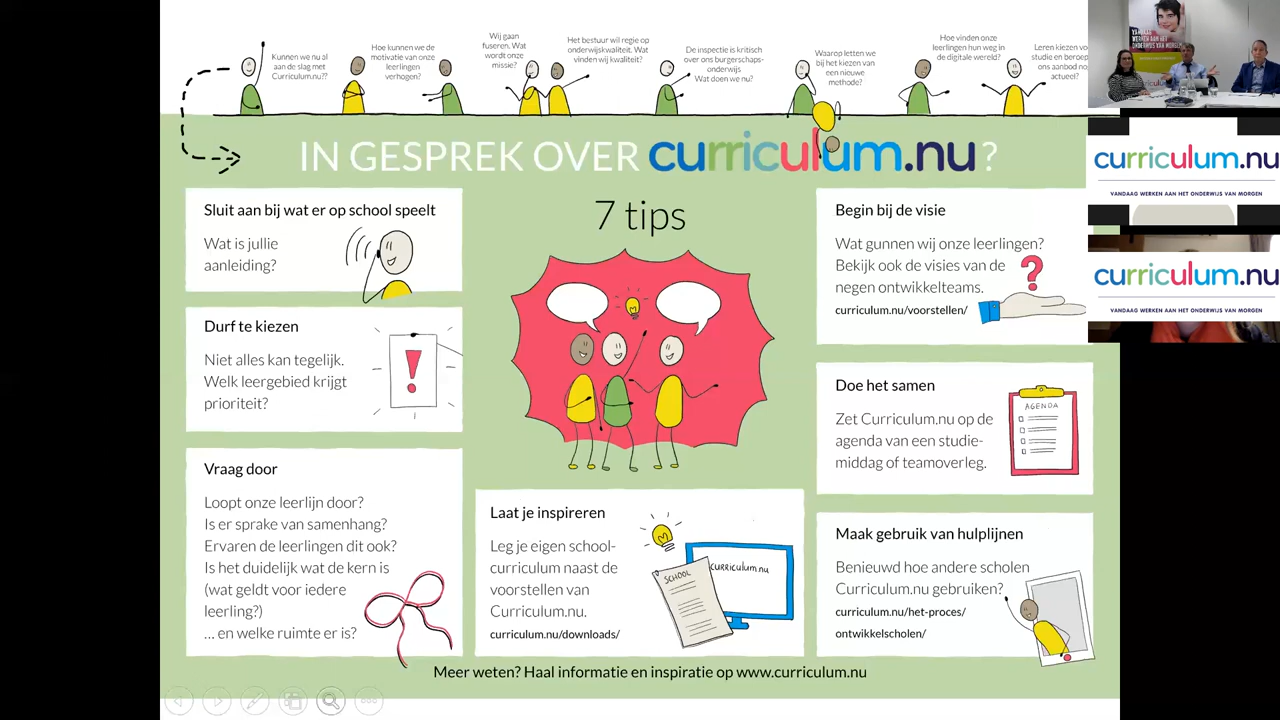 Kunnen we nu al
aan de slag met
Curriculum.nu??
Hoe kunnen we de
motivatie van onze
leerlingen
verhogen?
Wij gaan
fuseren. Wat
wordt onze
missie?
Het bestuur wil regie op
onderwijskwaliteit. Wat
vinden wij kwaliteit?
De inspectie is kritisch
over ons burgerschaps-
onderwijs
Wat doen we nu?
Waarop letten we
bij het kiezen van
een nieuwe
methode?
Hoe vinden onze
leerlingen hun weg in
de digitale wereld?
Leren kiezen vo
studie en beroep
ons aanbod nog
actueel?
IN GESPREK OVER curriculum.nu?
7 tips
Sluit aan bij wat er op school speelt
Wat is jullie
aanleiding?
Durf te kiezen
Niet alles kan tegelijk.
Welk leergebied krijgt
prioriteit?
Vraag door
Loopt onze leerlijn door?
Is er sprake van samenhang?
Ervaren de leerlingen dit ook?
Is het duidelijk wat de kern is
(wat geldt voor iedere
leerling?)
... en welke ruimte er is?
Laat je inspireren
Leg je eigen school-
curriculum naast de
voorstellen van
Curriculum.nu.
curriculum.nu/downloads/
SCHOOL
curriculum.nu
Begin bij de visie
Wat gunnen wij onze leerlingen?
Bekijk ook de visies van de
negen ontwikkelteams.
curriculum.nu/voorstellen/
Doe het samen
Zet Curriculum.nu op de
agenda van een studie-
middag of teamoverleg.
AGENDA
Maak gebruik van hulplijnen
Benieuwd hoe andere scholen
Curriculum.nu gebruiken?
curriculum.nu/het-proces/
ontwikkelscholen/
Meer weten? Haal informatie en inspiratie op www.curriculum.nu
VANDAAG
WERKEN AAN HET
ONDERWIJS VAN
MORGEN
curriculum.nu
VANDAAG WERKEN AAN HET ONDERWIJS VAN MORGEN
curriculum.nu
VANDAAG WERKEN AAN HET ONDERWIJS VAN MORGEN